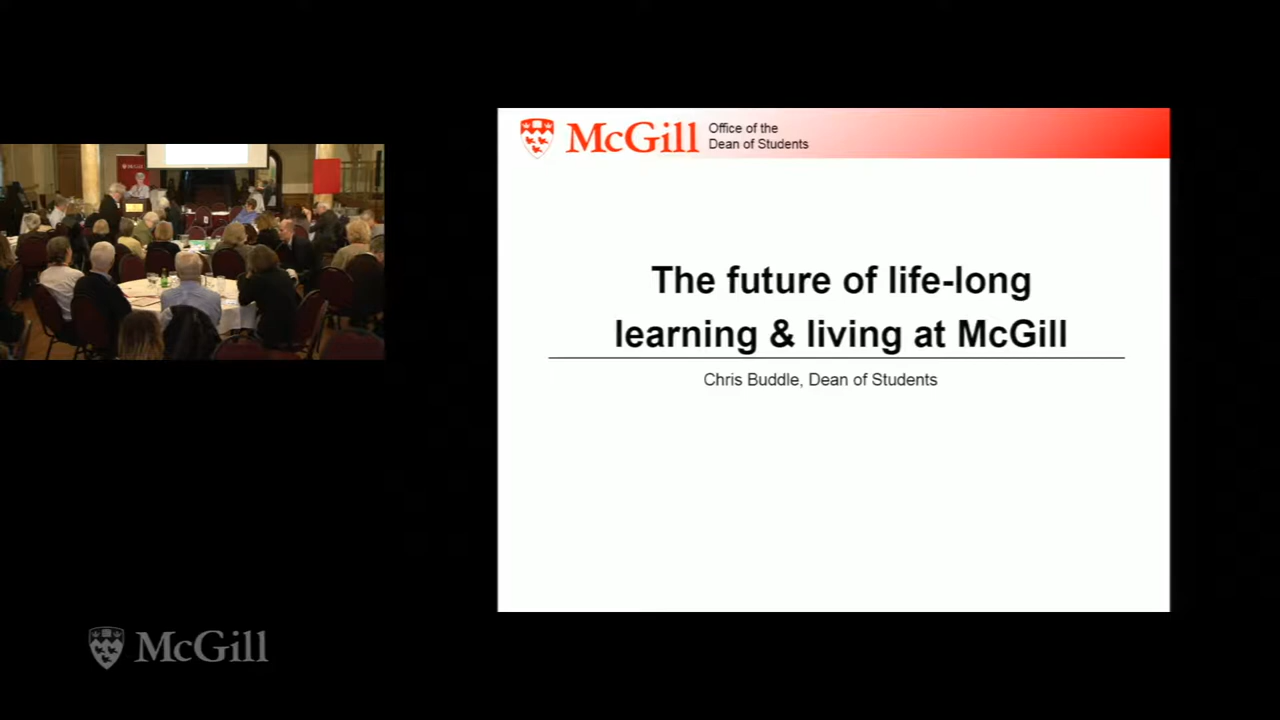 McGill
Office of the
Dean of Students
The future of life-long
learning & living at McGill
Chris Buddle, Dean of Students
McGill
McGill